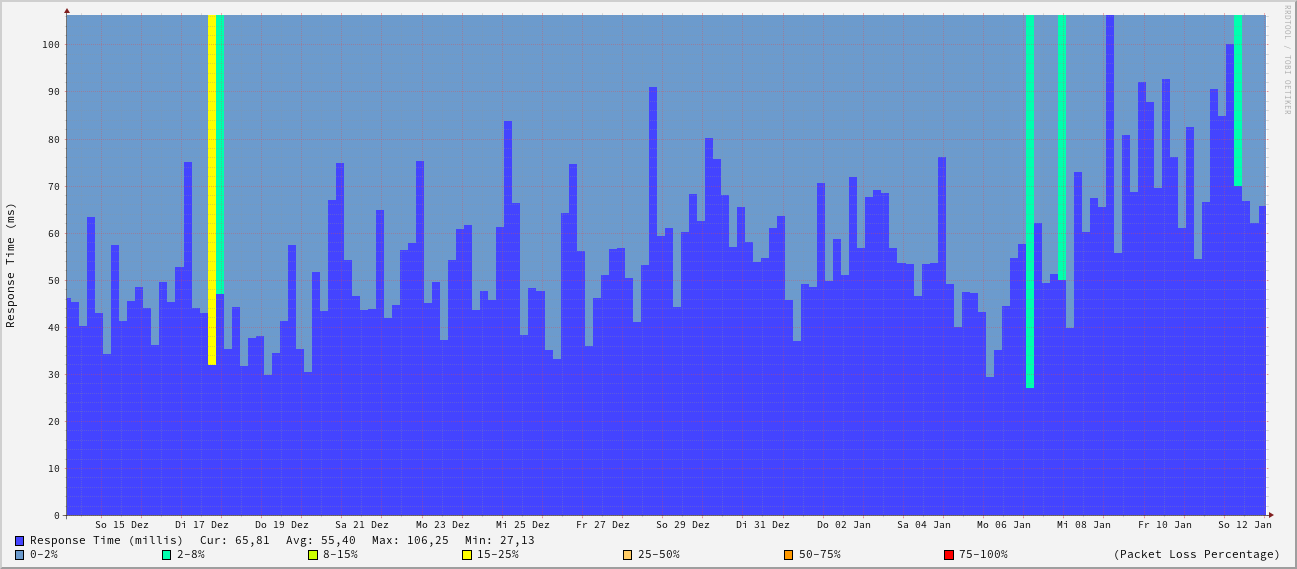 RRDTOOL / TOBI OETIKER
Response Time (ms)
100
90
80
70
60
50
40
30
20
10
0
So 15 Dez Di 17 Dez Do 19 Dez Sa 21 Dez Mo 23 Dez Mi 25 Dez Fr 27 Dez So 29 Dez Di 31 Dez Do 02 Jan Sa 04 Jan Mo 06 Jan Mi 08 Jan Fr 10 Jan So 12 Jan
Response Time (millis) Cur: 65,81 Avg: 55,40 Max: 106,25 Min: 27,13
0-2% 2-8% 8-15% 15-25% 25-50% 50-75% 75-100% (Packet Loss Percentage)